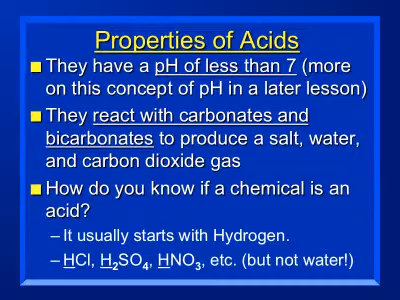 Properties of Acids
■ They have a pH of less than 7 (more
on this concept of pH in a later lesson)
■ They react with carbonates and
bicarbonates to produce a salt, water,
and carbon dioxide gas
■ How do you know if a chemical is an
acid?
– It usually starts with Hydrogen.
– HCl, H₂SO₄, HNO₃, etc. (but not water!)